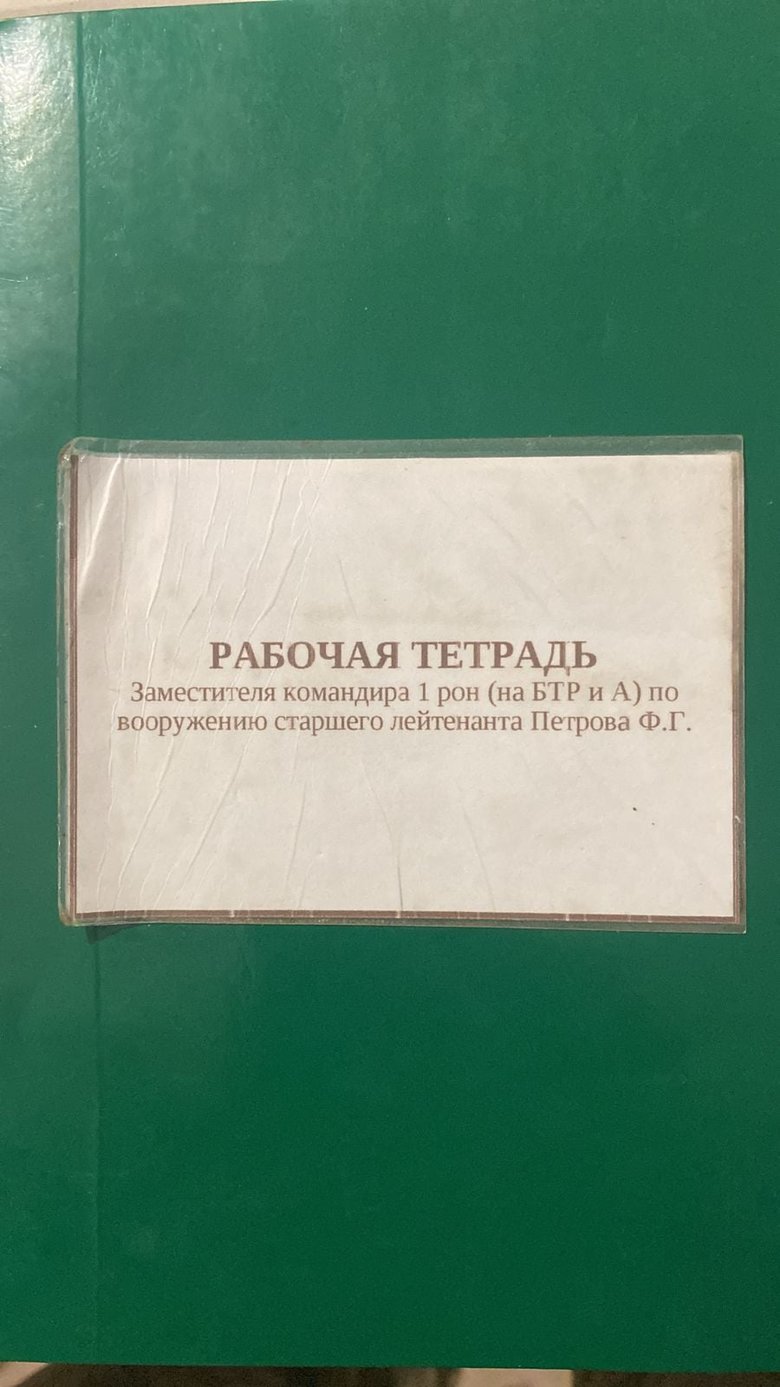 РАБОЧАЯ ТЕТРАДЬ
Заместителя командира 1 рон (на БТР и А) по
вооружению старшего лейтенанта Петрова Ф.Г.